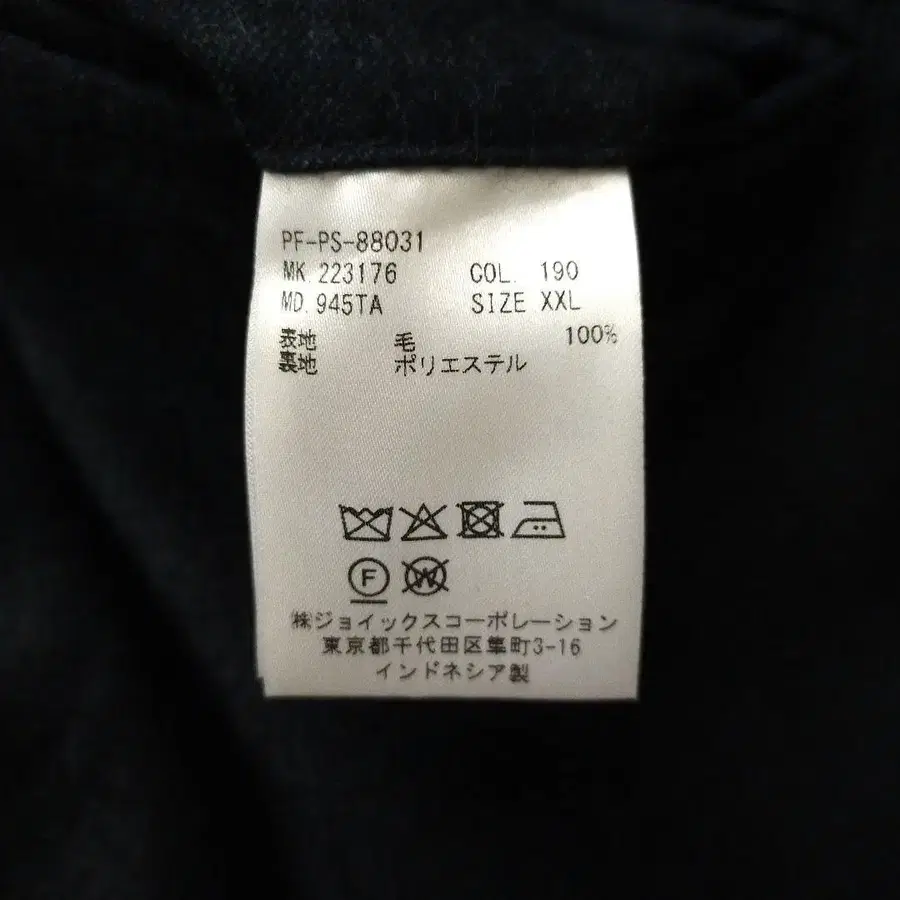 PF-PS-88031
MK. 223176 COL. 190
MD. 945TA SIZE XXL
表地 毛 100%
裏地 ポリエステル
F W
㈱ジョイックスコーポレーション
東京都千代田区隼町3-16
インドネシア製